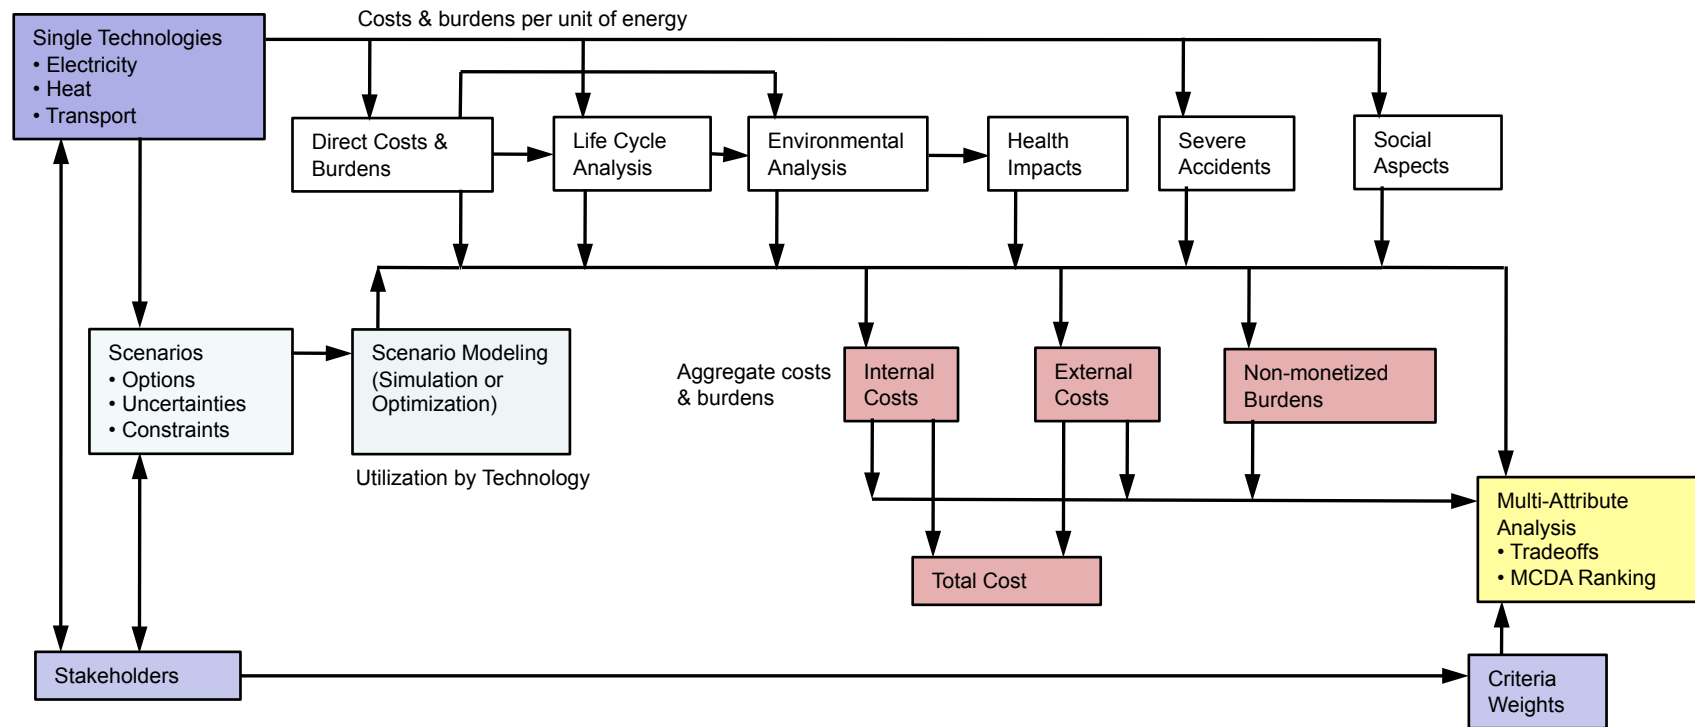 Costs & burdens per unit of energy
Single Technologies
• Electricity
• Heat
• Transport
Direct Costs &
Burdens
Life Cycle
Analysis
Environmental
Analysis
Health
Impacts
Severe
Accidents
Social
Aspects
Scenarios
• Options
• Uncertainties
• Constraints
Scenario Modeling
(Simulation or
Optimization)
Utilization by Technology
Aggregate costs
& burdens
Internal
Costs
External
Costs
Non-monetized
Burdens
Total Cost
Multi-Attribute
Analysis
• Tradeoffs
• MCDA Ranking
Stakeholders
Criteria
Weights